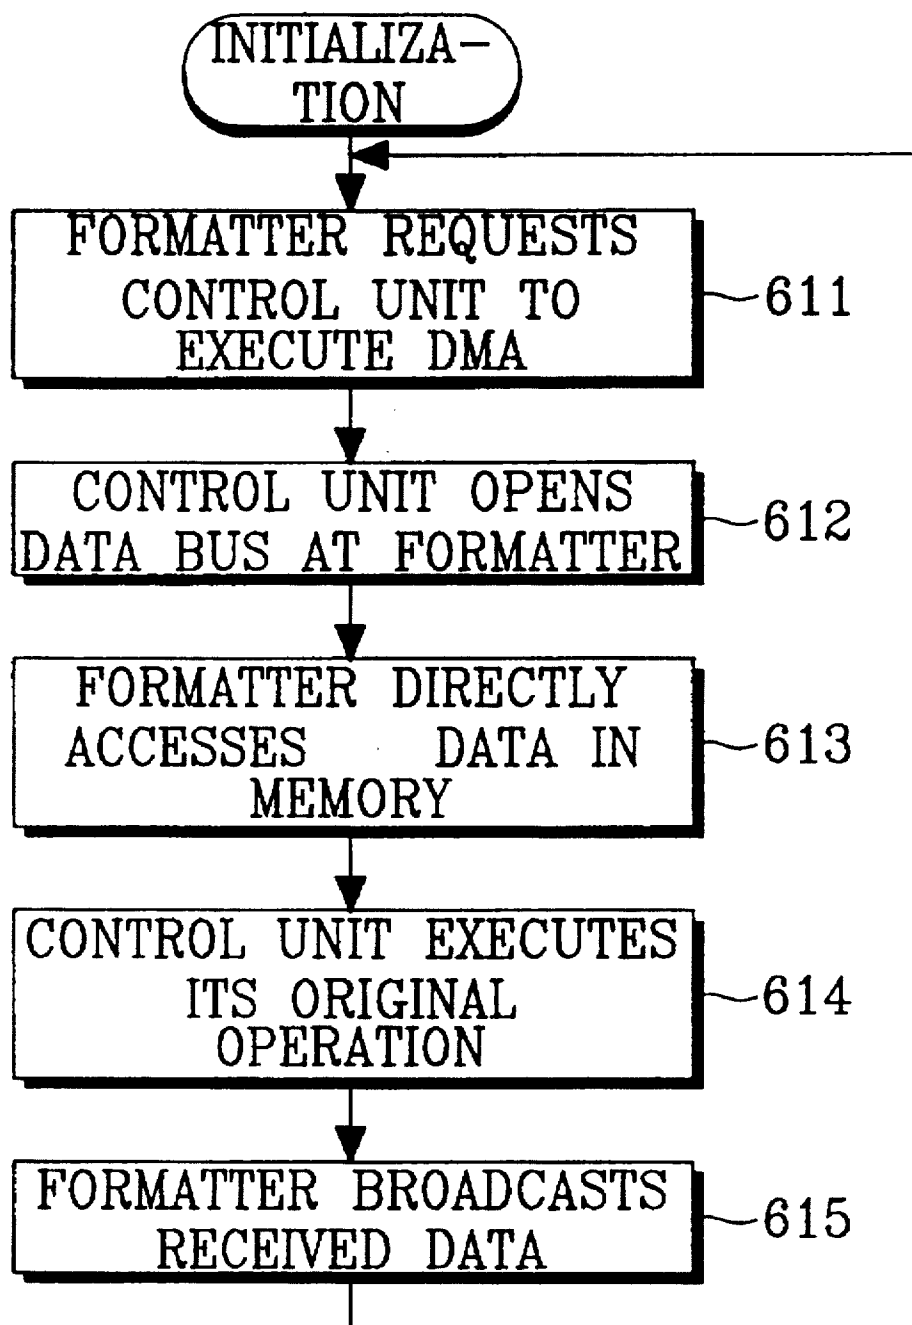 INITIALIZA-
TION
FORMATTER REQUESTS
CONTROL UNIT TO
EXECUTE DMA
611
CONTROL UNIT OPENS
DATA BUS AT FORMATTER
612
FORMATTER DIRECTLY
ACCESSES DATA IN
MEMORY
613
CONTROL UNIT EXECUTES
ITS ORIGINAL
OPERATION
614
FORMATTER BROADCASTS
RECEIVED DATA
615